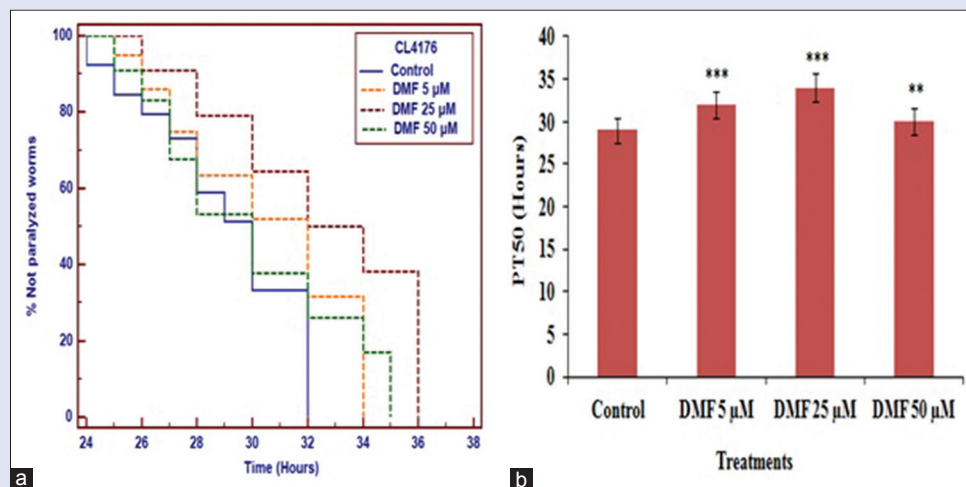 100
80
60
40
20
0
% Not paralyzed worms
CL4176
Control
DMF 5 µM
DMF 25 µM
DMF 50 µM
24 26 28 30 32 34 36 38
Time (Hours)
a
40
35
30
25
20
15
10
5
0
PT50 (Hours)
*** *** **
Control DMF 5 µM DMF 25 µM DMF 50 µM
Treatments
b